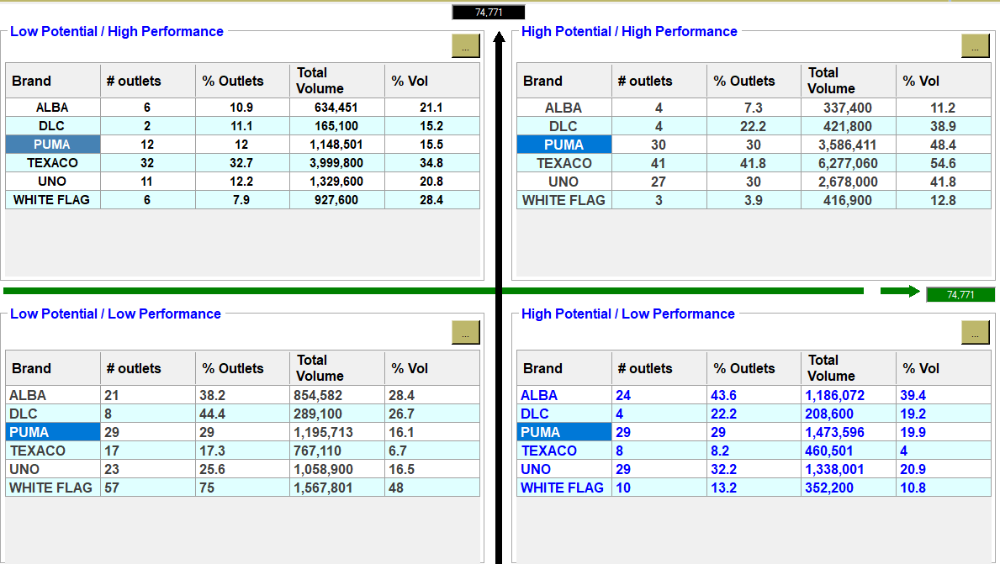 74,771
Low Potential / High Performance
...
Brand # outlets % Outlets Total Volume % Vol
ALBA 6 10.9 634,451 21.1
DLC 2 11.1 165,100 15.2
PUMA 12 12 1,148,501 15.5
TEXACO 32 32.7 3,999,800 34.8
UNO 11 12.2 1,329,600 20.8
WHITE FLAG 6 7.9 927,600 28.4
High Potential / High Performance
...
Brand # outlets % Outlets Total Volume % Vol
ALBA 4 7.3 337,400 11.2
DLC 4 22.2 421,800 38.9
PUMA 30 30 3,586,411 48.4
TEXACO 41 41.8 6,277,060 54.6
UNO 27 30 2,678,000 41.8
WHITE FLAG 3 3.9 416,900 12.8
74,771
Low Potential / Low Performance
...
Brand # outlets % Outlets Total Volume % Vol
ALBA 21 38.2 854,582 28.4
DLC 8 44.4 289,100 26.7
PUMA 29 29 1,195,713 16.1
TEXACO 17 17.3 767,110 6.7
UNO 23 25.6 1,058,900 16.5
WHITE FLAG 57 75 1,567,801 48
High Potential / Low Performance
...
Brand # outlets % Outlets Total Volume % Vol
ALBA 24 43.6 1,186,072 39.4
DLC 4 22.2 208,600 19.2
PUMA 29 29 1,473,596 19.9
TEXACO 8 8.2 460,501 4
UNO 29 32.2 1,338,001 20.9
WHITE FLAG 10 13.2 352,200 10.8